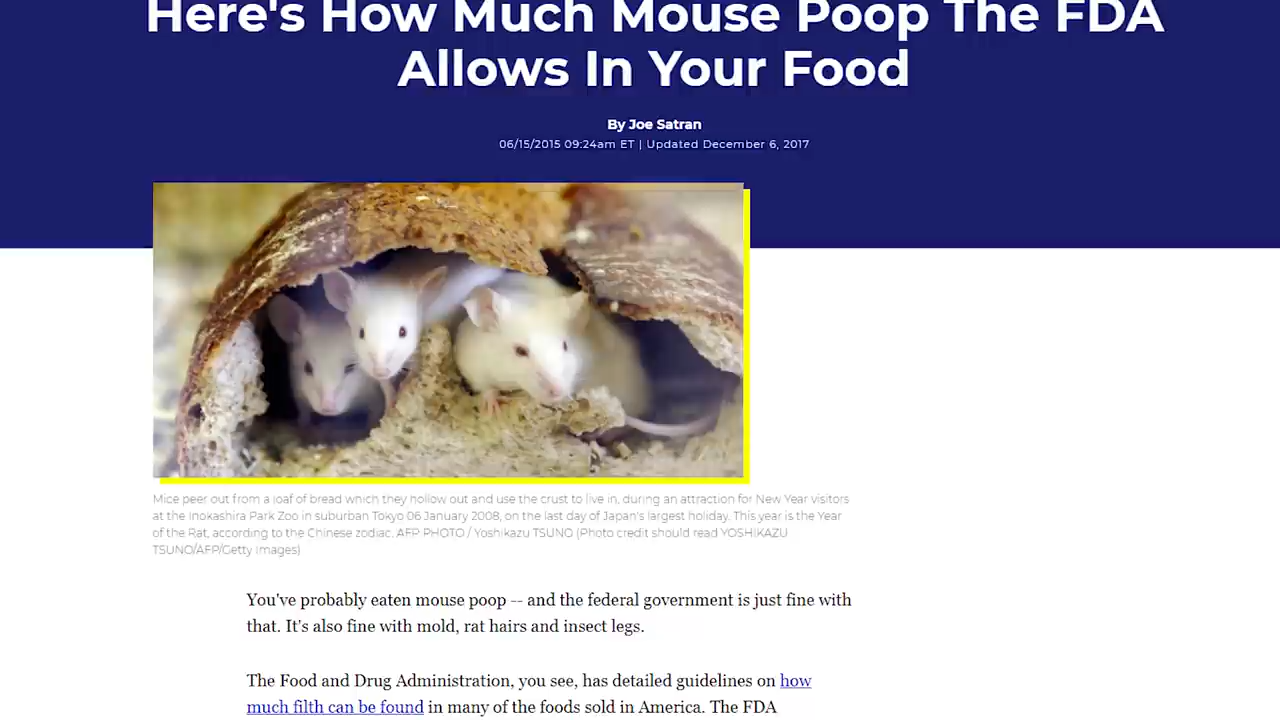 Here's How Much Mouse Poop The FDA
Allows In Your Food
By Joe Satran
06/15/2015 09:24am ET | Updated December 6, 2017
Mice peer out from a loaf of bread which they hollow out and use the crust to live in, during an attraction for New Year visitors
at the Inokashira Park Zoo in suburban Tokyo 06 January 2008, on the last day of Japan's largest holiday. This year is the Year
of the Rat, according to the Chinese zodiac. AFP PHOTO / Yoshikazu TSUNO (Photo credit should read YOSHIKAZU
TSUNO/AFP/Getty Images)
You've probably eaten mouse poop -- and the federal government is just fine with
that. It's also fine with mold, rat hairs and insect legs.
The Food and Drug Administration, you see, has detailed guidelines on how
much filth can be found in many of the foods sold in America. The FDA